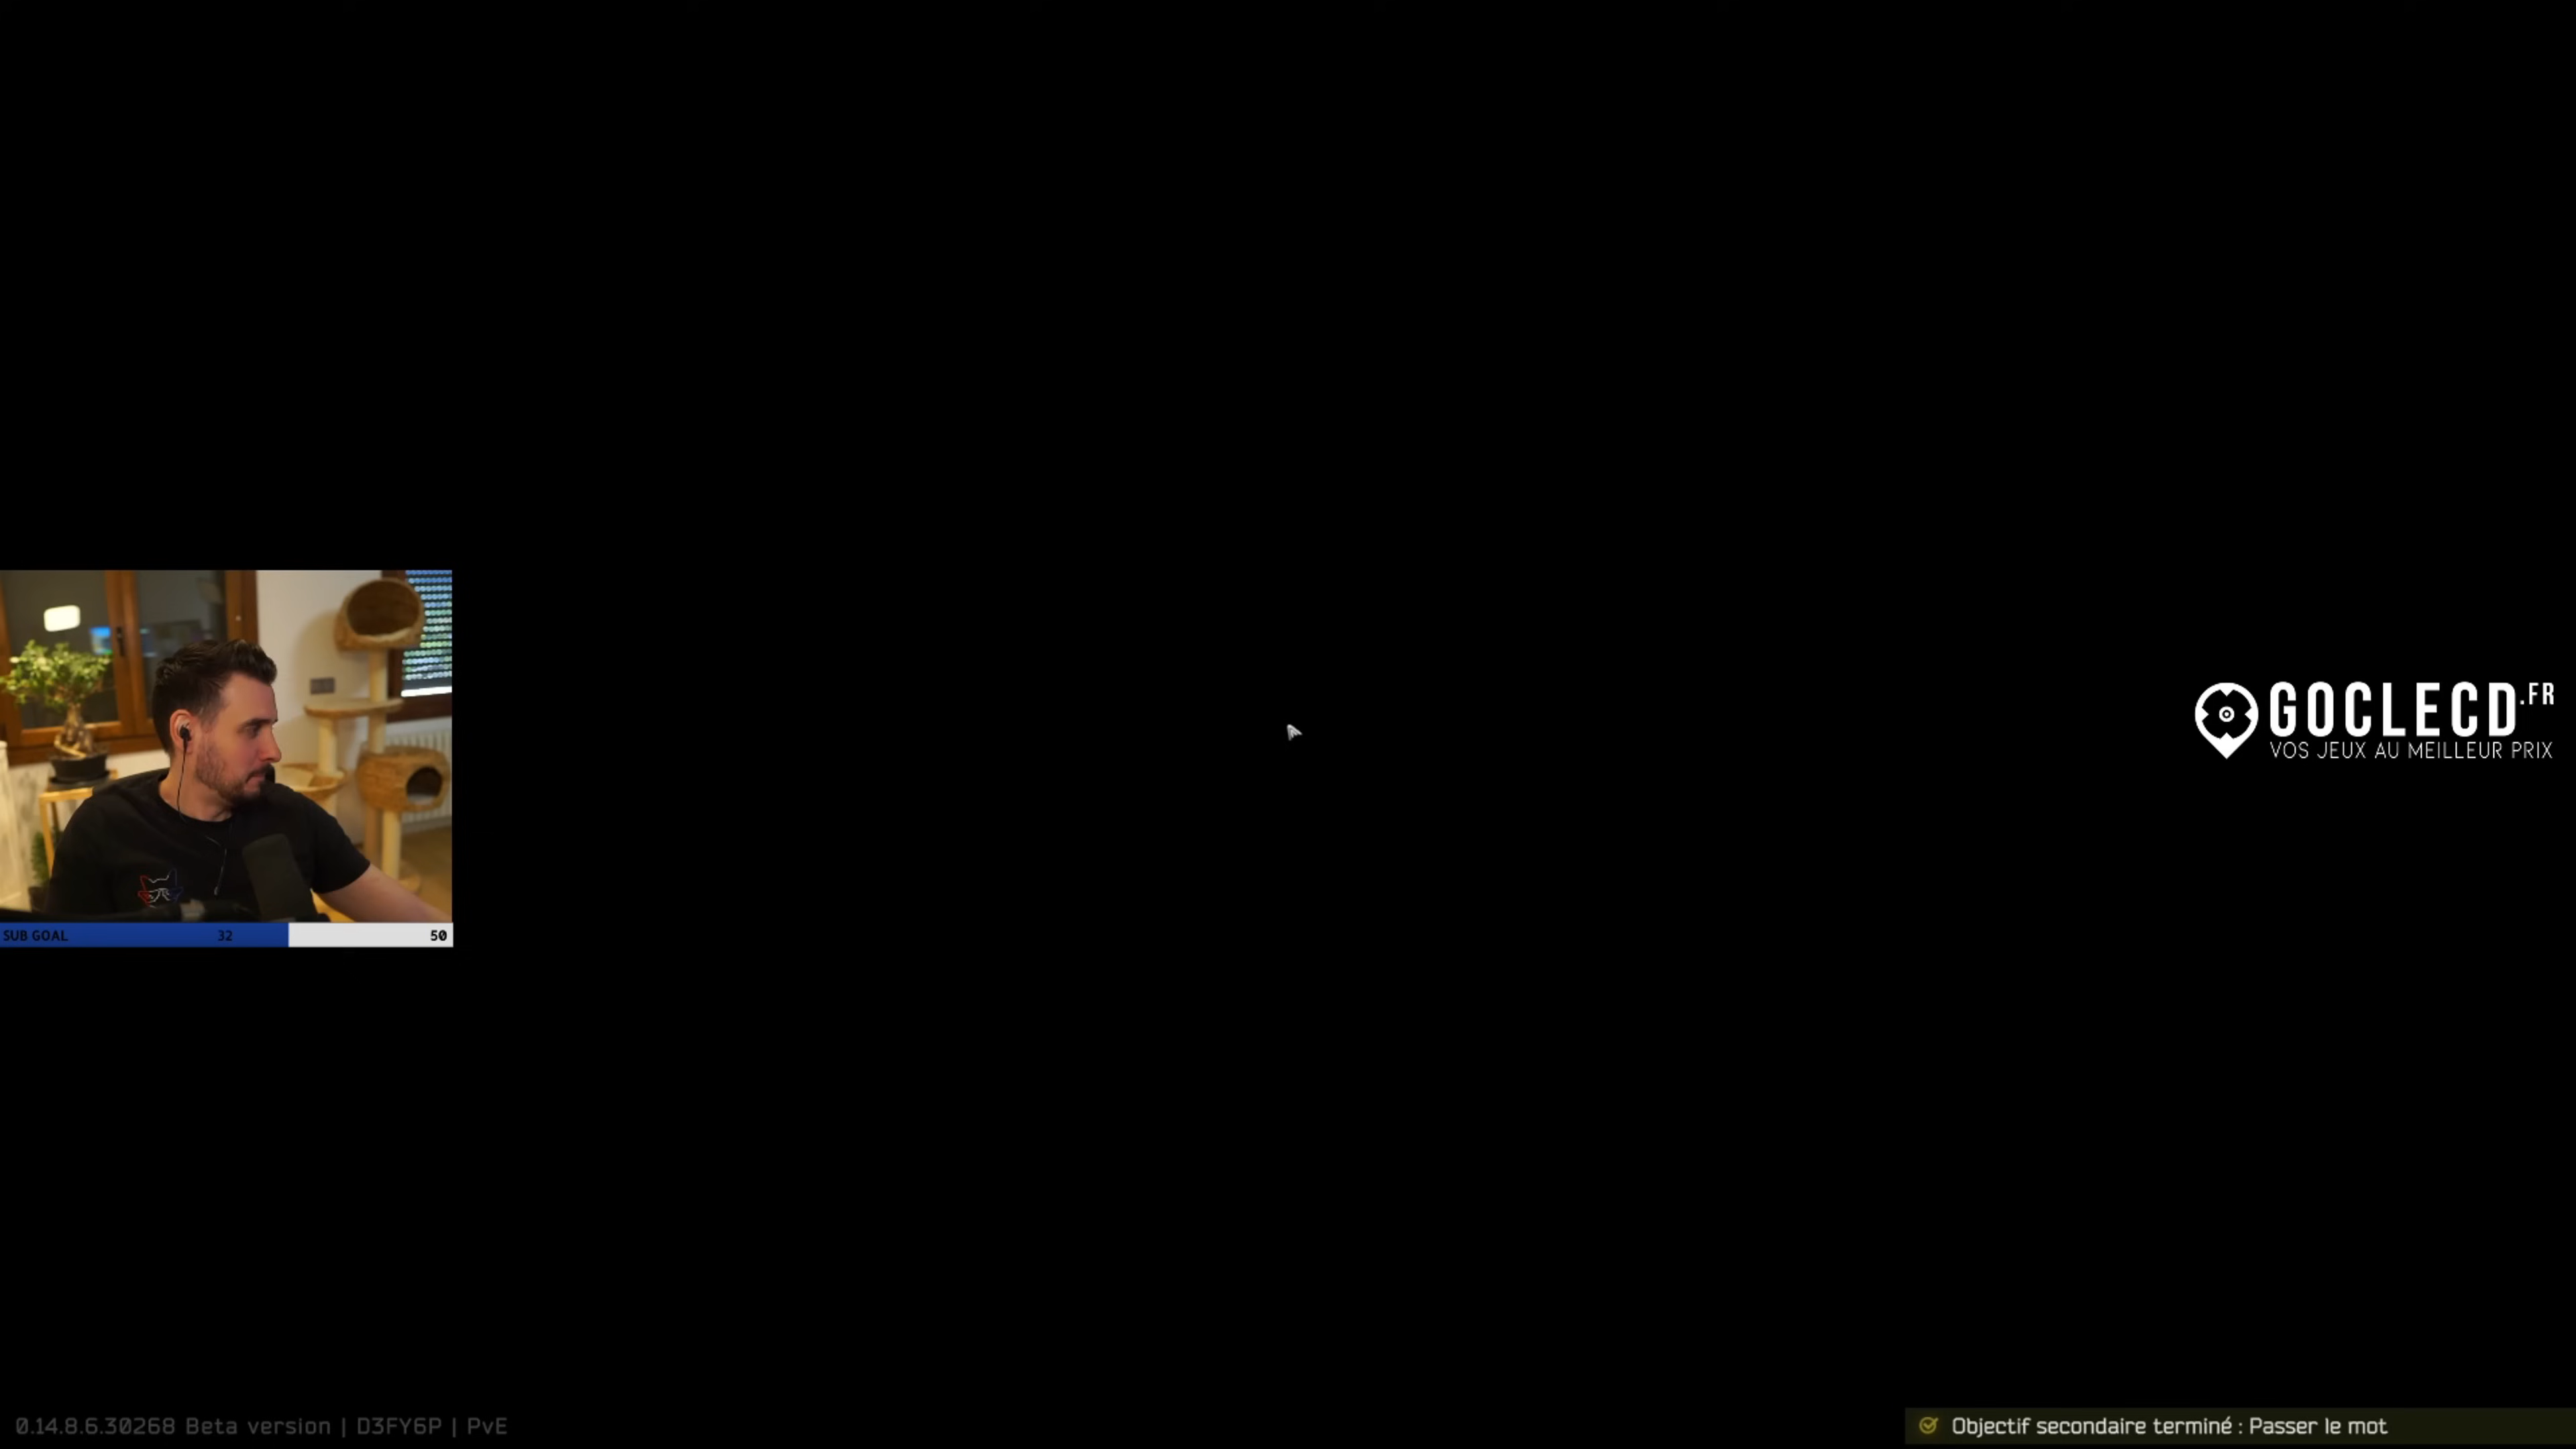 GOCLECD.FR
VOS JEUX AU MEILLEUR PRIX
SUB GOAL 32 50
0.14.8.6.30268 Beta version | D3FY6P | PvE
Objectif secondaire terminé : Passer le mot